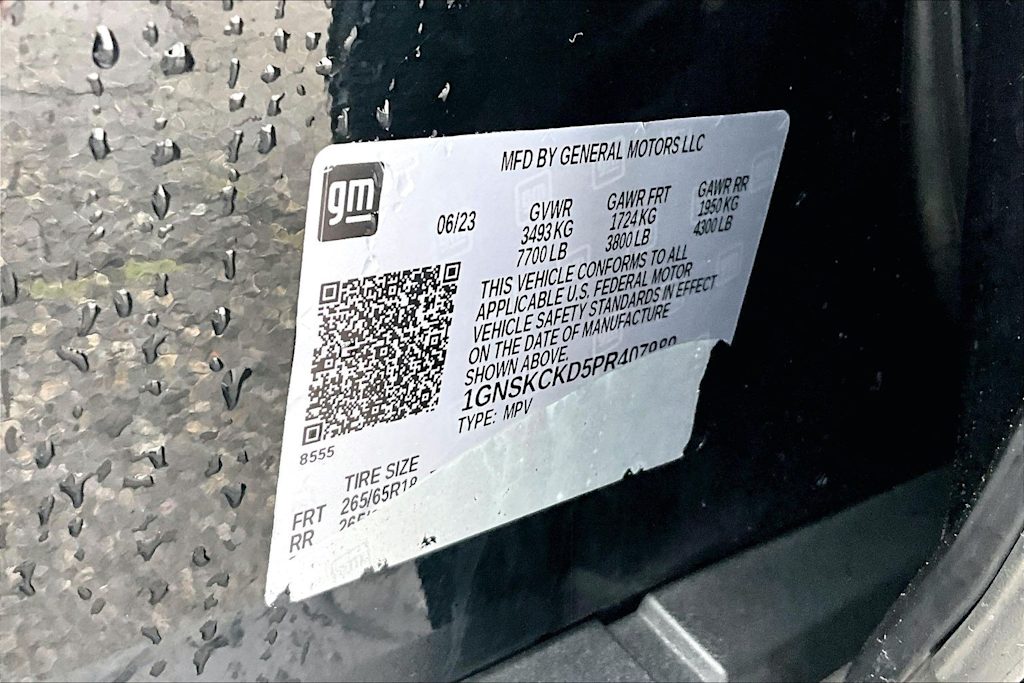 MFD BY GENERAL MOTORS LLC
gm
06/23
GVWR
3493 KG
7700 LB
GAWR FRT
1724 KG
3800 LB
GAWR RR
1950 KG
4300 LB
THIS VEHICLE CONFORMS TO ALL
APPLICABLE U.S. FEDERAL MOTOR
VEHICLE SAFETY STANDARDS IN EFFECT
ON THE DATE OF MANUFACTURE
SHOWN ABOVE.
TYPE: MPV
8555
TIRE SIZE
FRT 265/65R18
RR